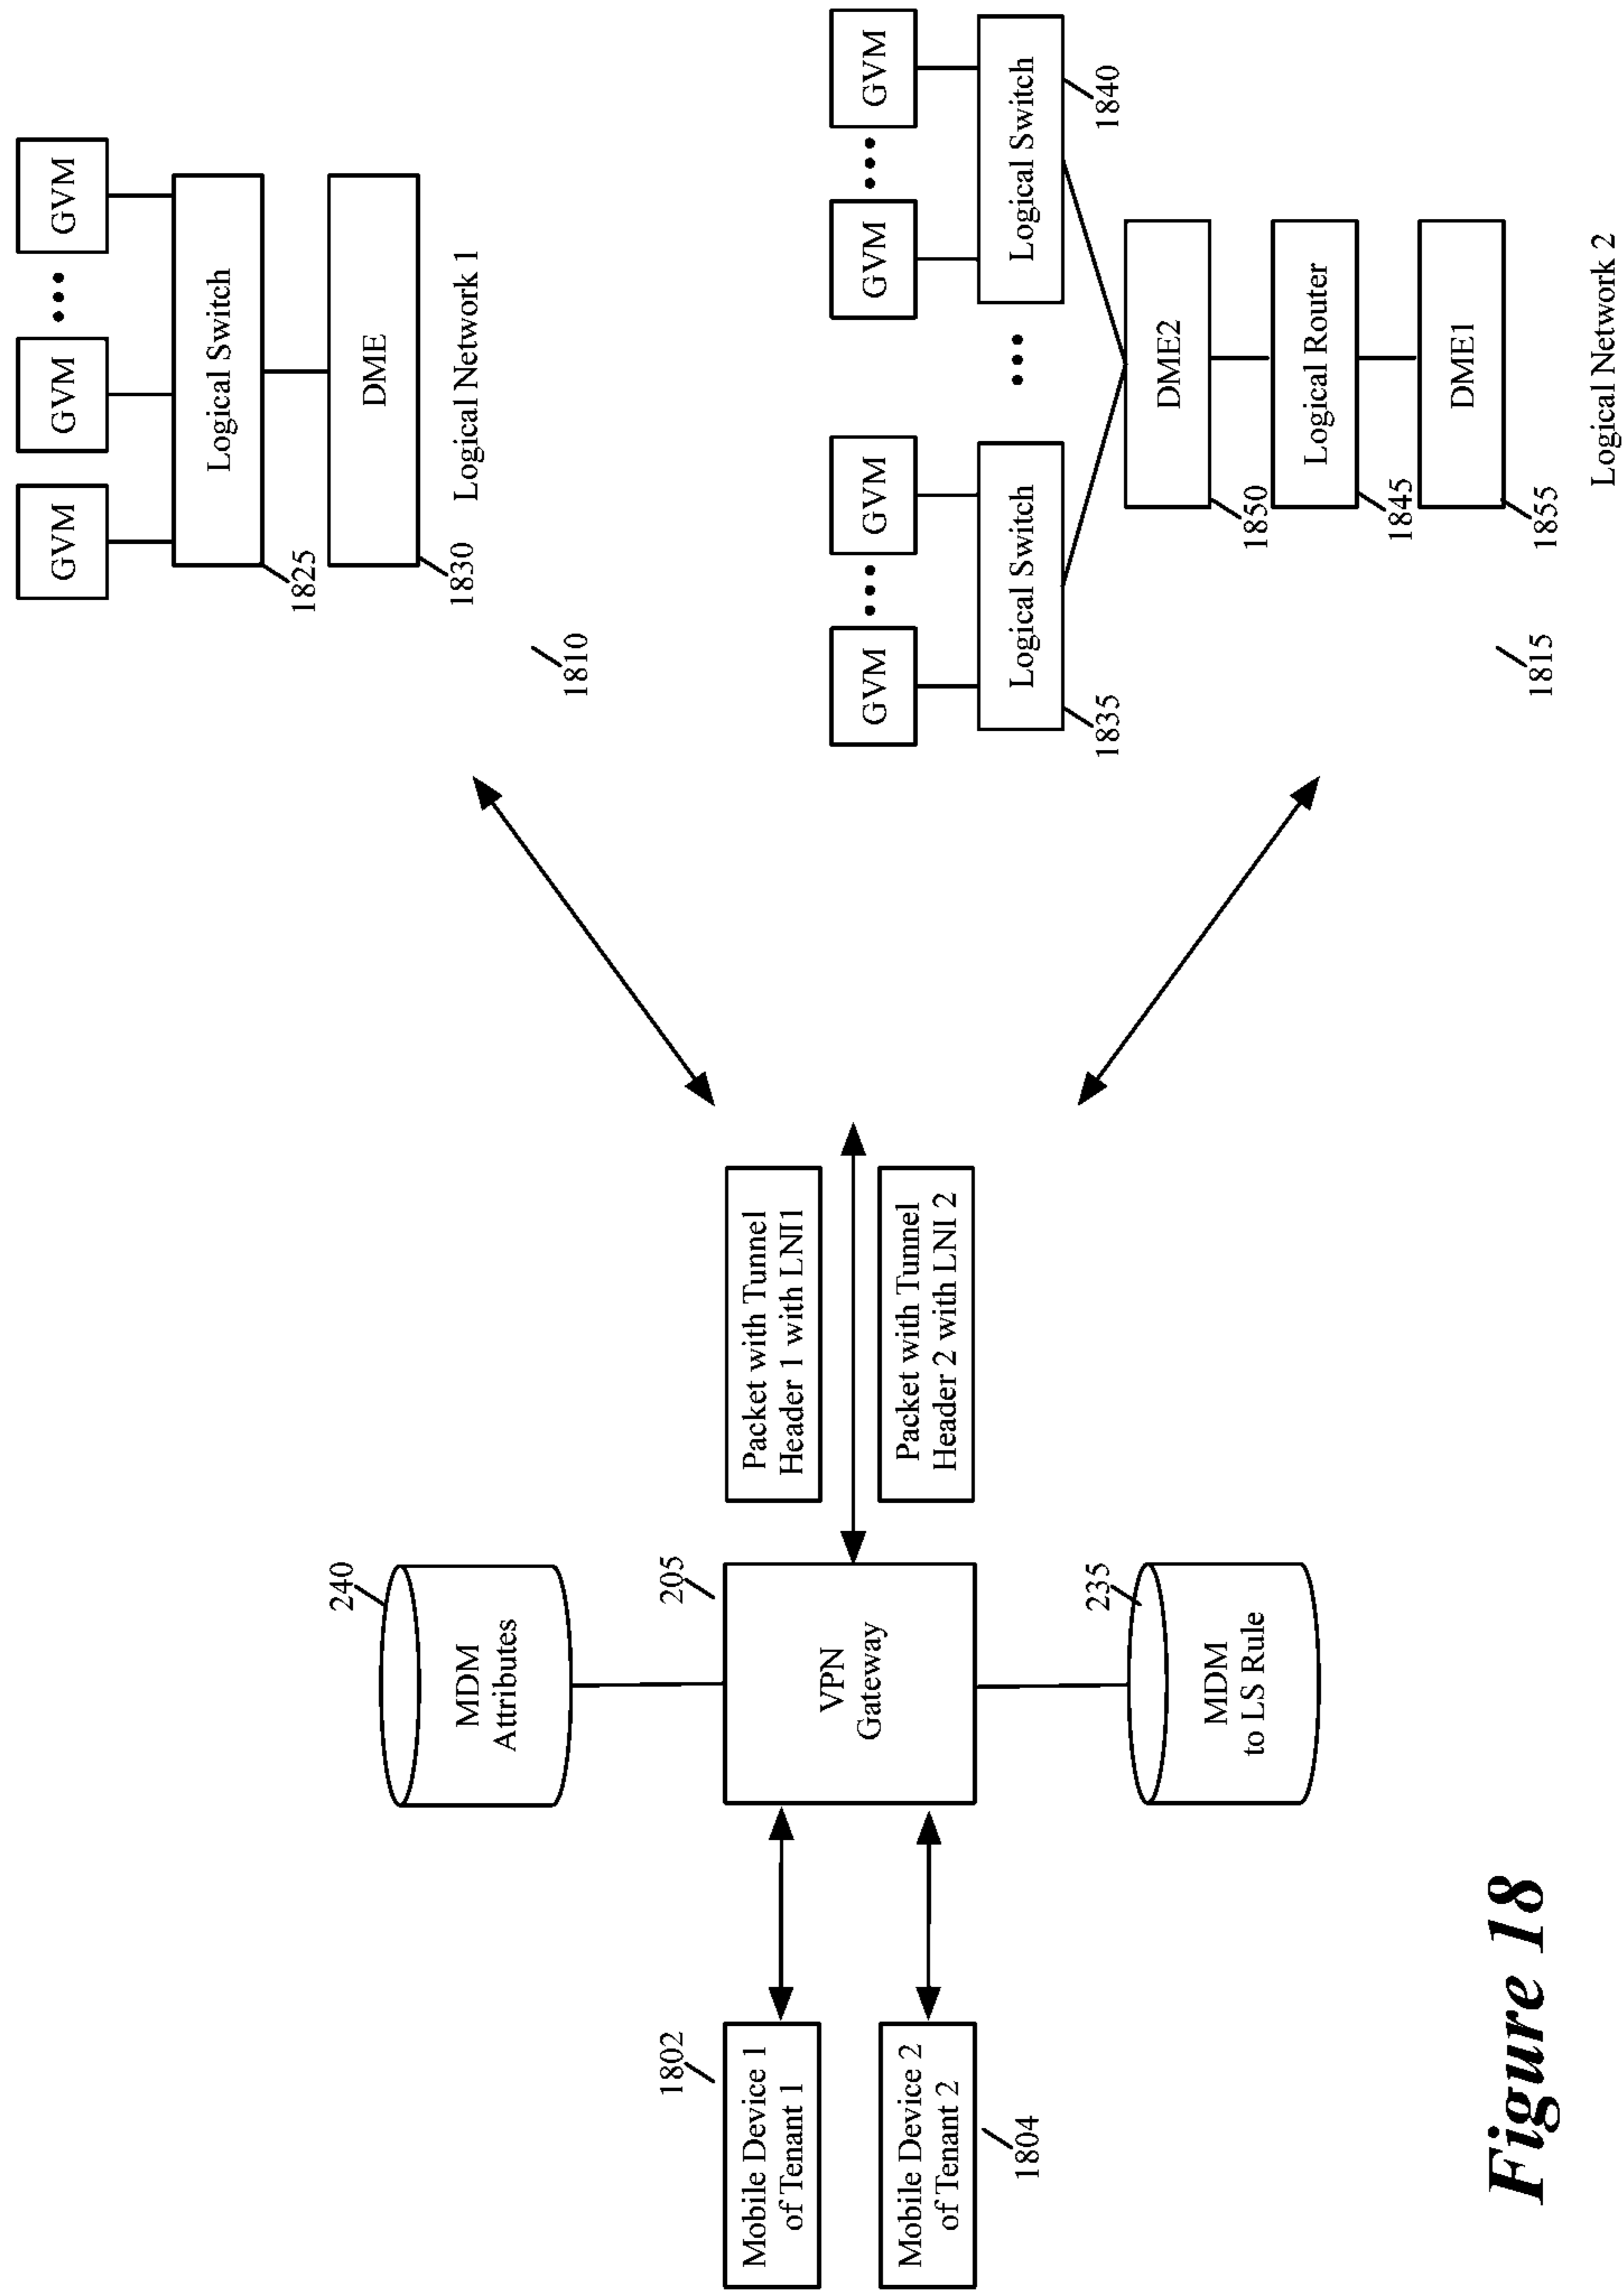 Mobile Device 1
of Tenant 1
1802
Mobile Device 2
of Tenant 2
1804
MDM
Attributes
240
VPN
Gateway
205
MDM
to LS Rule
235
Packet with Tunnel
Header 1 with LNI1
Packet with Tunnel
Header 2 with LNI 2
GVM
GVM
GVM
Logical Switch
1825
DME
1830
Logical Network 1
1810
GVM
GVM
GVM
GVM
Logical Switch
1835
Logical Switch
1840
DME2
1850
Logical Router
1845
DME1
1855
1815
Logical Network 2
Figure 18